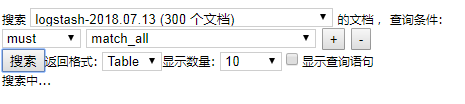 搜索 logstash-2018.07.13 (300 个文档) 的文档, 查询条件:
must match_all + -
搜索 返回格式: Table 显示数量: 10 显示查询语句
搜索中...